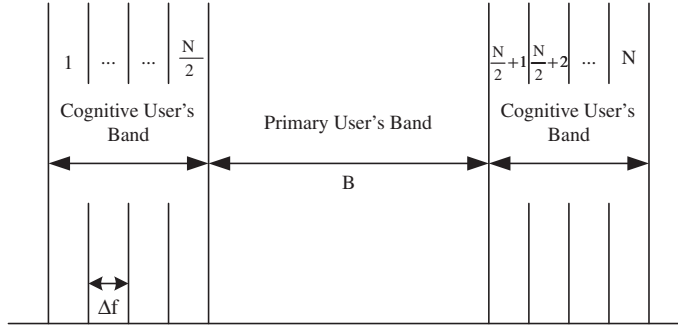 1 ... ... N/2
Cognitive User's
Band
Primary User's Band
B
N/2+1 N/2+2 ... N
Cognitive User's
Band
Δf